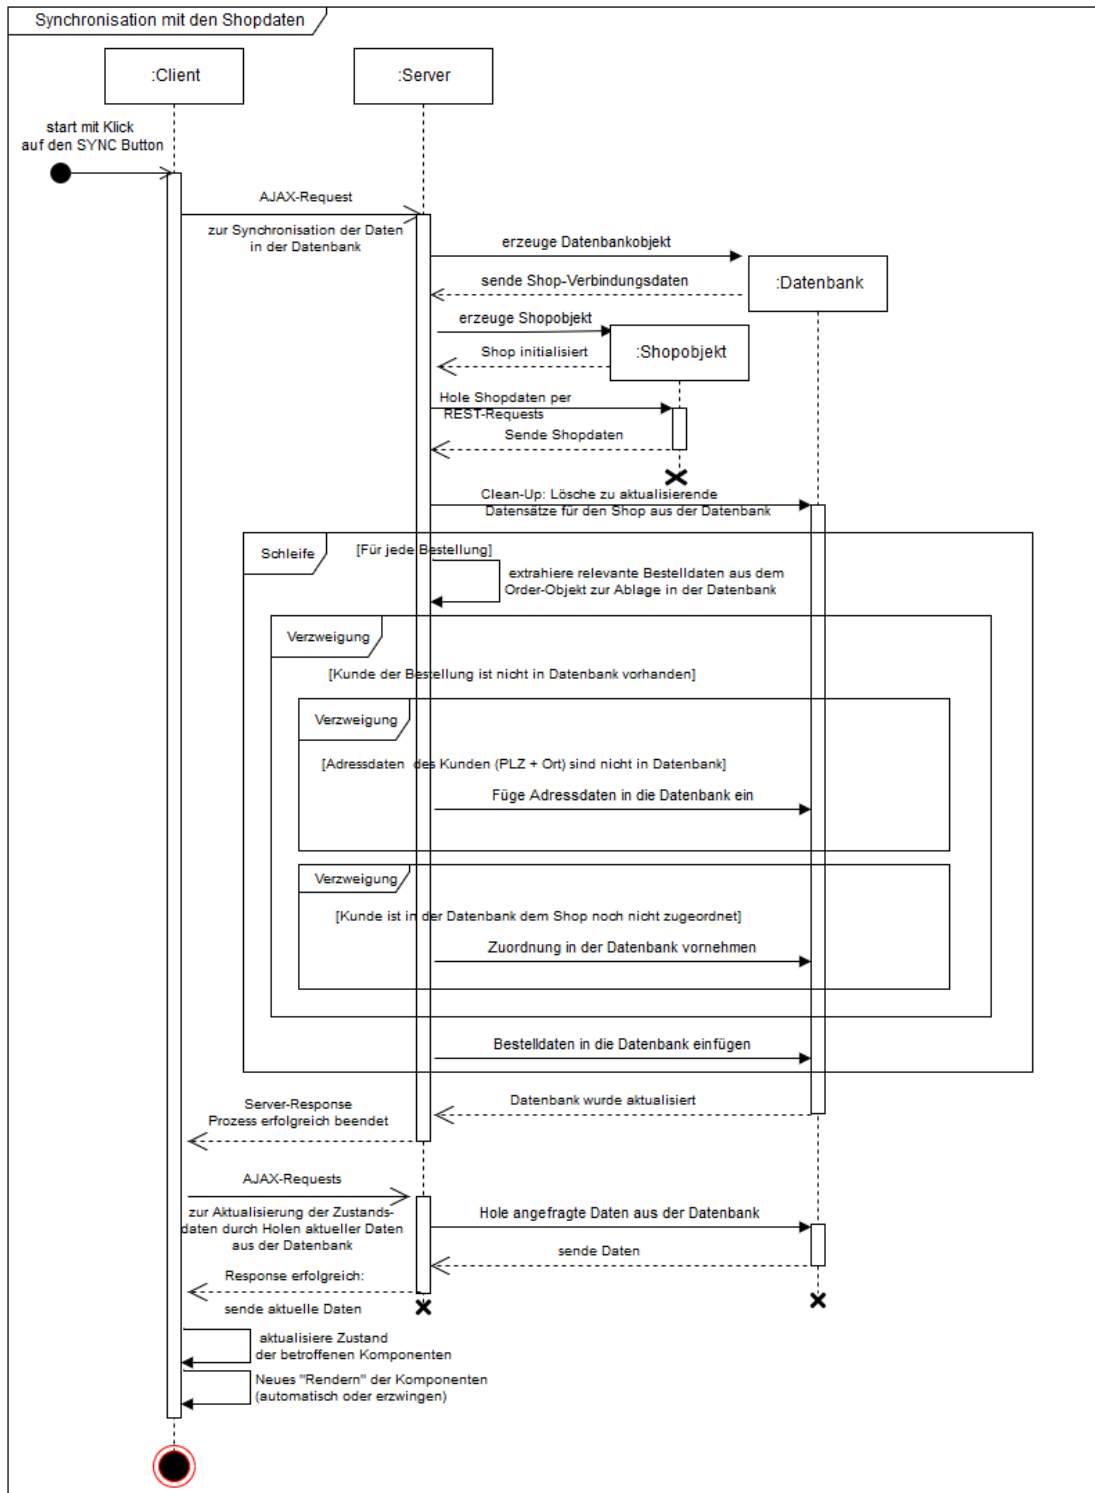 Synchronisation mit den Shopdaten
:Client
:Server
start mit Klick
auf den SYNC Button
AJAX-Request
zur Synchronisation der Daten
in der Datenbank
erzeuge Datenbankobjekt
:Datenbank
sende Shop-Verbindungsdaten
erzeuge Shopobjekt
:Shopobjekt
Shop initialisiert
Hole Shopdaten per
REST-Requests
Sende Shopdaten
Clean-Up: Lösche zu aktualisierende
Datensätze für den Shop aus der Datenbank
Schleife
[Für jede Bestellung]
extrahiere relevante Bestelldaten aus dem
Order-Objekt zur Ablage in der Datenbank
Verzweigung
[Kunde der Bestellung ist nicht in Datenbank vorhanden]
Verzweigung
[Adressdaten des Kunden (PLZ + Ort) sind nicht in Datenbank]
Füge Adressdaten in die Datenbank ein
Verzweigung
[Kunde ist in der Datenbank dem Shop noch nicht zugeordnet]
Zuordnung in der Datenbank vornehmen
Bestelldaten in die Datenbank einfügen
Datenbank wurde aktualisiert
Server-Response
Prozess erfolgreich beendet
AJAX-Requests
zur Aktualisierung der Zustands-
daten durch Holen aktueller Daten
aus der Datenbank
Hole angefragte Daten aus der Datenbank
sende Daten
Response erfolgreich:
sende aktuelle Daten
aktualisiere Zustand
der betroffenen Komponenten
Neues "Rendern" der Komponenten
(automatisch oder erzwingen)